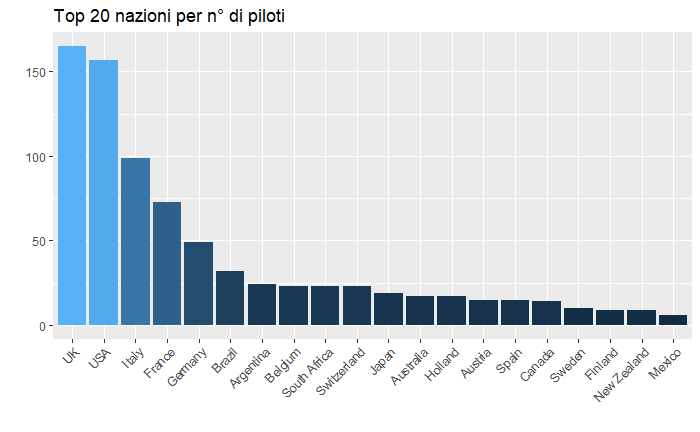 Top 20 nazioni per n° di piloti
150
100
50
0
UK
USA
Italy
France
Germany
Brazil
Argentina
Belgium
South Africa
Switzerland
Japan
Australia
Holland
Austria
Spain
Canada
Sweden
Finland
New Zealand
Mexico